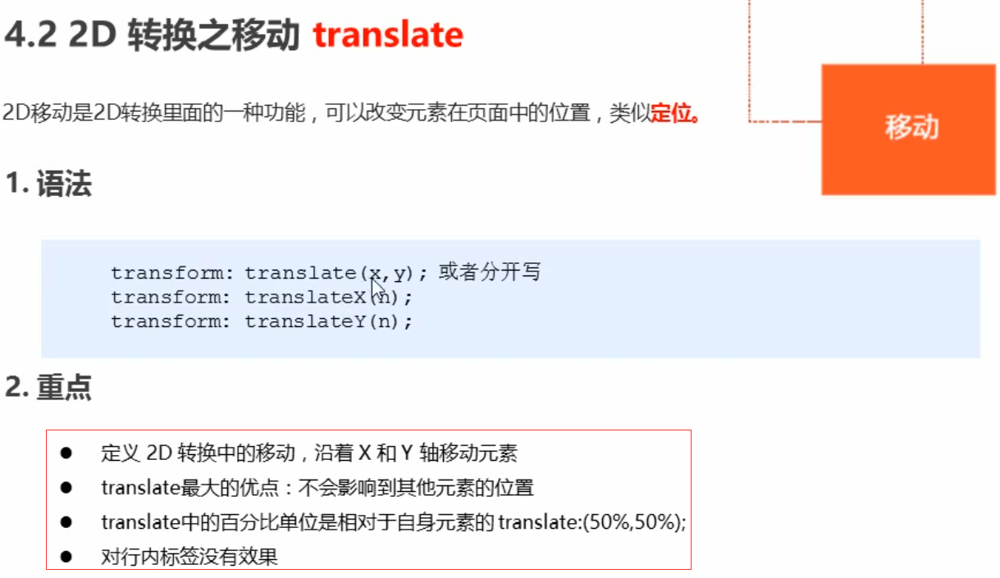 4.2 2D 转换之移动 translate
2D移动是2D转换里面的一种功能，可以改变元素在页面中的位置，类似定位。
移动
1. 语法
transform: translate(x,y); 或者分开写
transform: translateX(n);
transform: translateY(n);
2. 重点
● 定义 2D 转换中的移动，沿着 X 和 Y 轴移动元素
● translate最大的优点：不会影响到其他元素的位置
● translate中的百分比单位是相对于自身元素的 translate:(50%,50%);
● 对行内标签没有效果